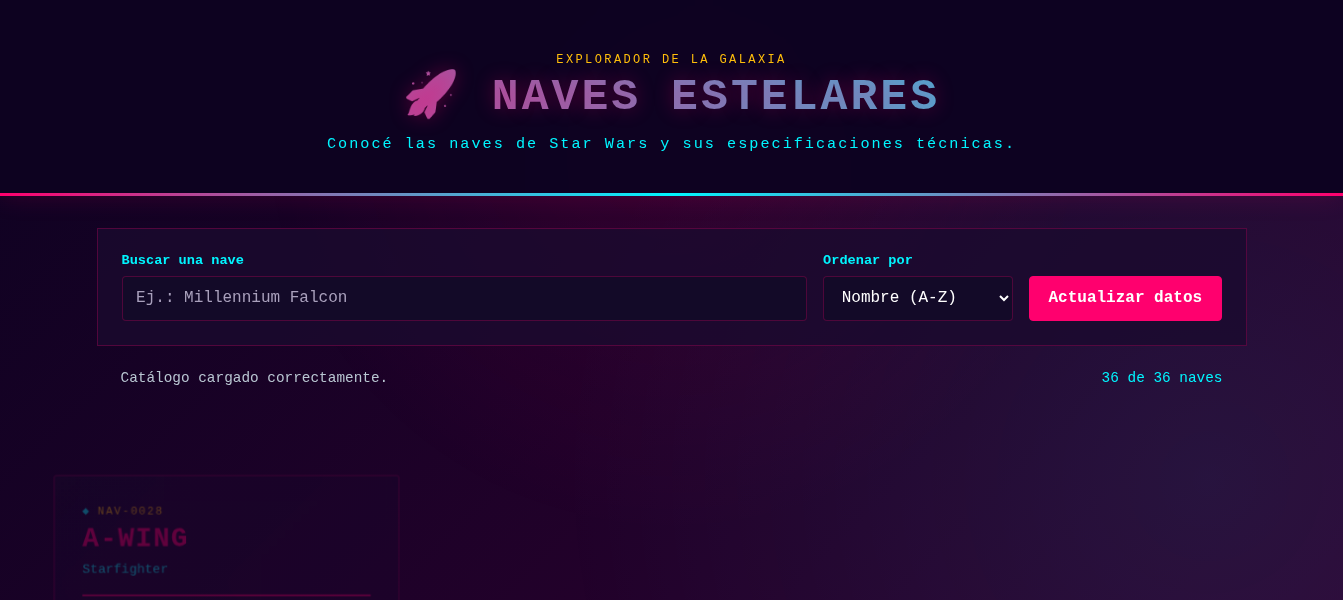 EXPLORADOR DE LA GALAXIA
NAVES ESTELARES
Conocé las naves de Star Wars y sus especificaciones técnicas.
Buscar una nave
Ordenar por
Ej.: Millennium Falcon
Nombre (A-Z)
Actualizar datos
Catálogo cargado correctamente.
36 de 36 naves
NAV-0028
A-WING
Starfighter